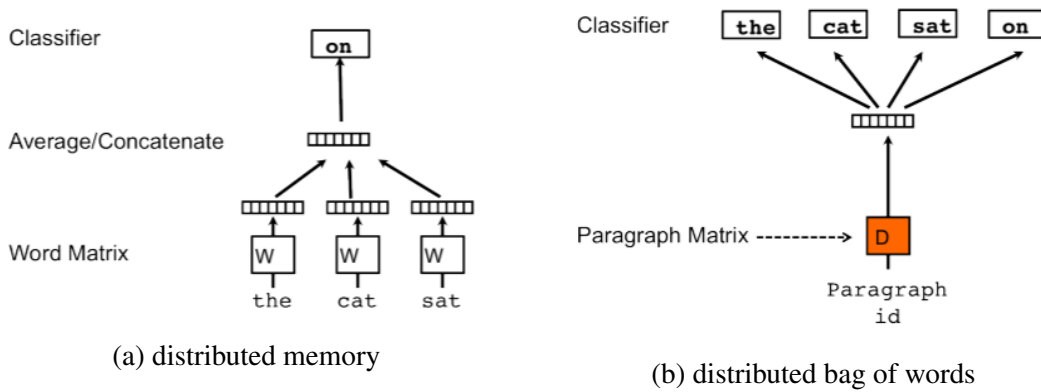 Classifier
on
Average/Concatenate
Word Matrix
W W W
the cat sat
(a) distributed memory
Classifier
the cat sat on
Paragraph Matrix
D
Paragraph
id
(b) distributed bag of words